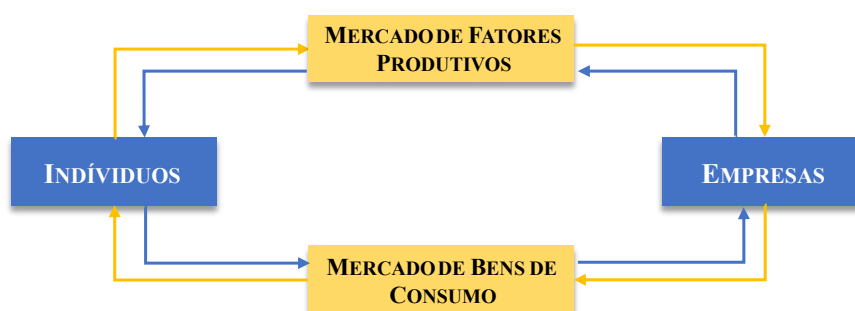 MERCADO DE FATORES
PRODUTIVOS
INDÍVIDUOS
EMPRESAS
MERCADO DE BENS DE
CONSUMO